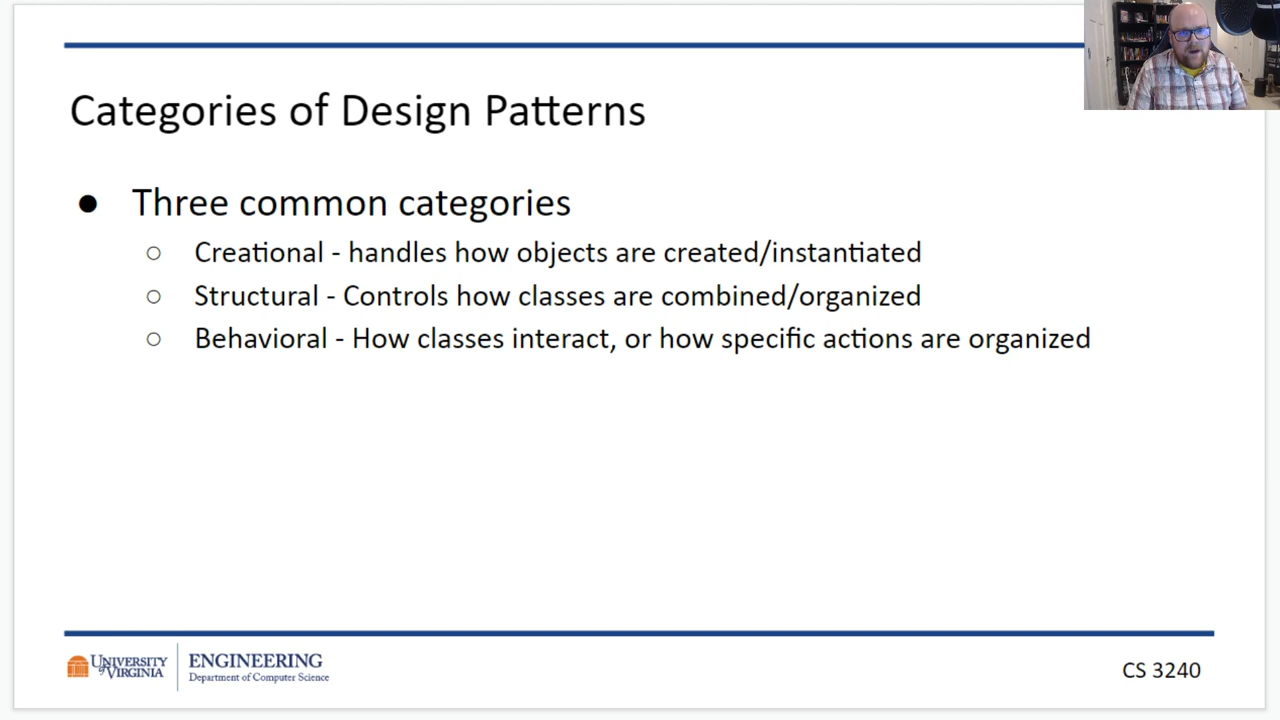 Categories of Design Patterns
● Three common categories
○ Creational - handles how objects are created/instantiated
○ Structural - Controls how classes are combined/organized
○ Behavioral - How classes interact, or how specific actions are organized
UNIVERSITY
of VIRGINIA
ENGINEERING
Department of Computer Science
CS 3240